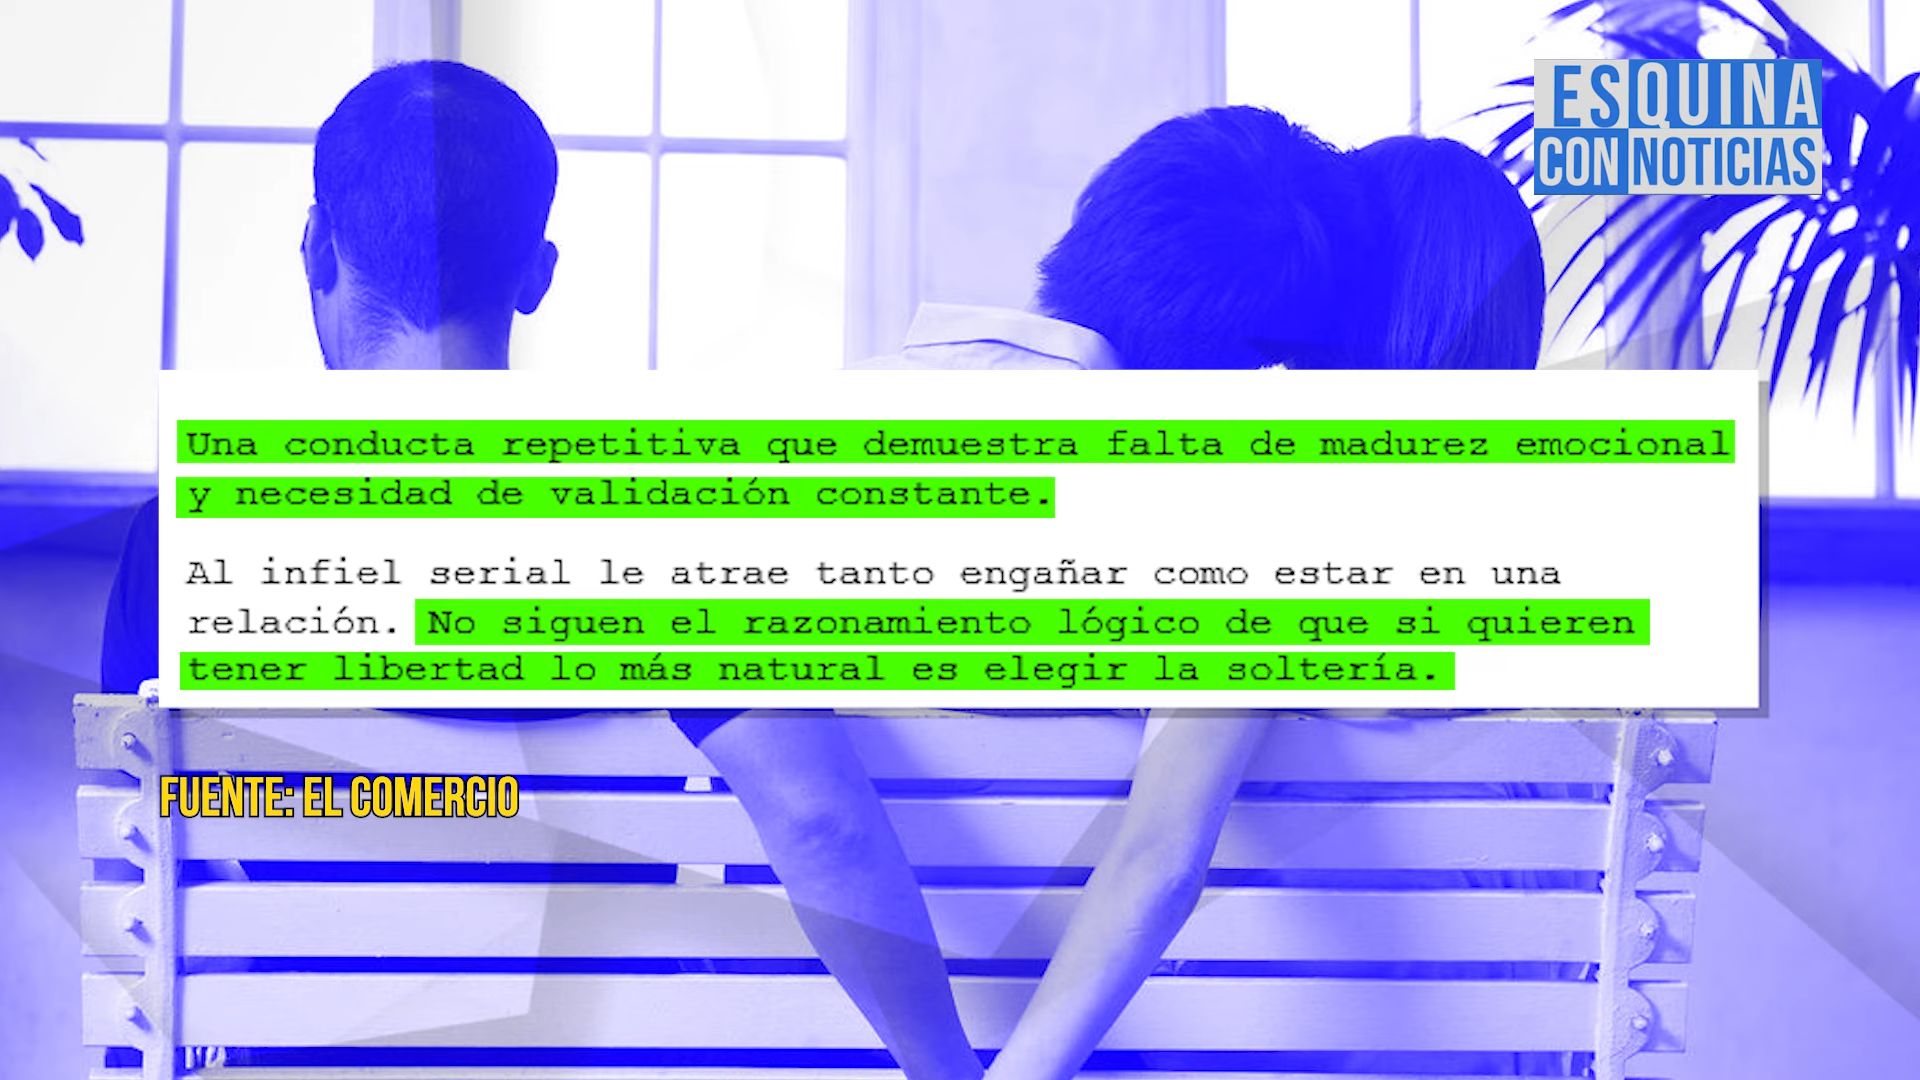 ESQUINA
CON NOTICIAS
Una conducta repetitiva que demuestra falta de madurez emocional
y necesidad de validación constante.
Al infiel serial le atrae tanto engañar como estar en una
relación. No siguen el razonamiento lógico de que si quieren
tener libertad lo más natural es elegir la soltería.
FUENTE: EL COMERCIO